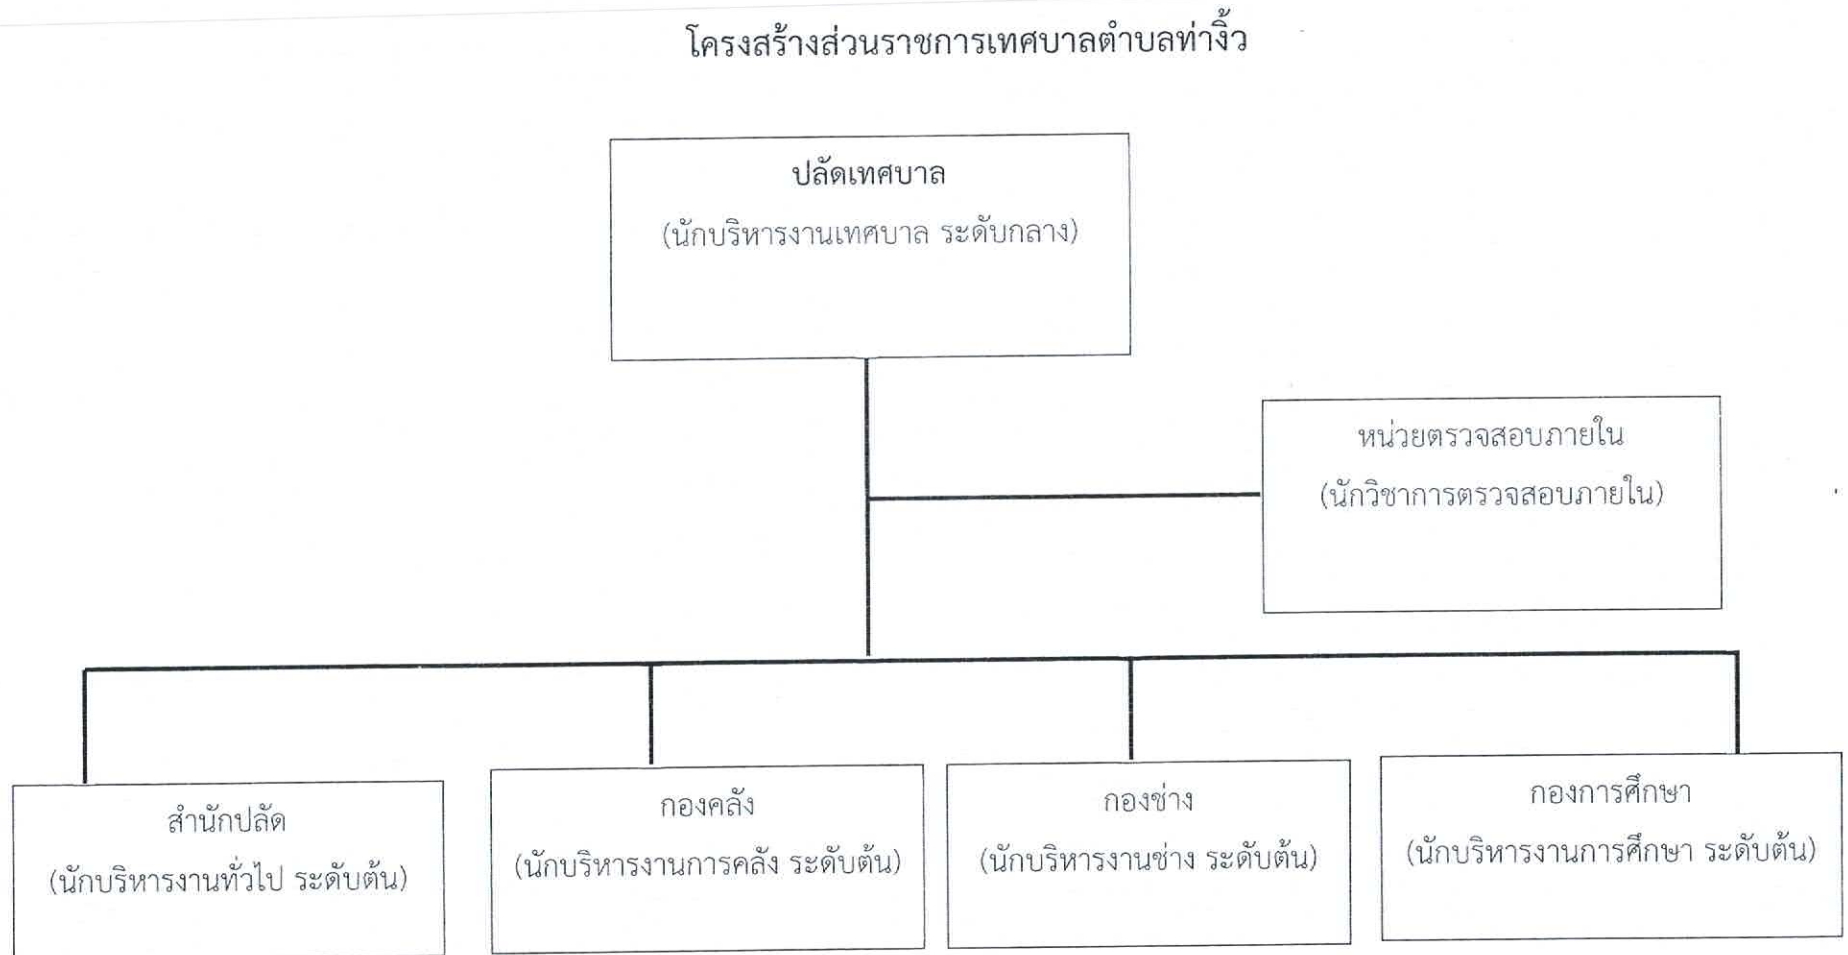 โครงสร้างส่วนราชการเทศบาลตำบลท่างิ้ว
ปลัดเทศบาล
(นักบริหารงานเทศบาล ระดับกลาง)
หน่วยตรวจสอบภายใน
(นักวิชาการตรวจสอบภายใน)
สำนักปลัด
(นักบริหารงานทั่วไป ระดับต้น)
กองคลัง
(นักบริหารงานการคลัง ระดับต้น)
กองช่าง
(นักบริหารงานช่าง ระดับต้น)
กองการศึกษา
(นักบริหารงานการศึกษา ระดับต้น)